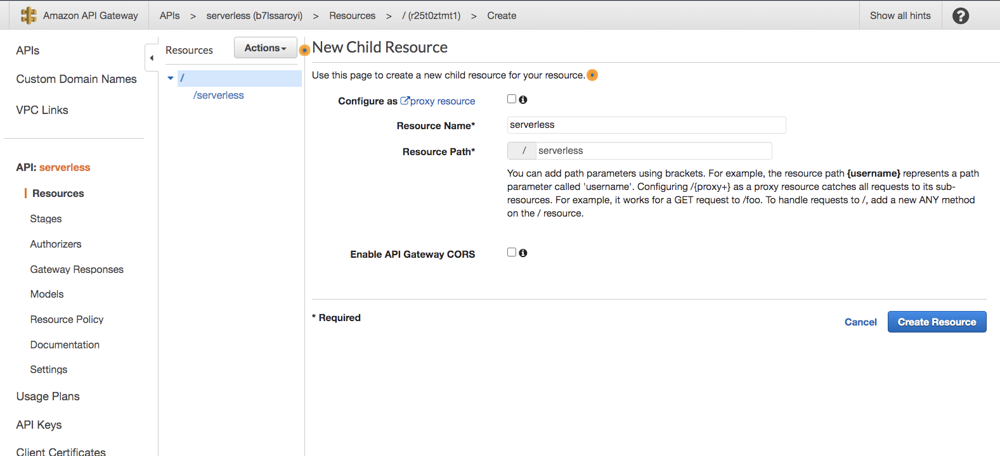 Amazon API Gateway
APIs > serverless (b7lssaroyi) > Resources > / (r25t0ztmt1) > Create
Show all hints
?
APIs
Custom Domain Names
VPC Links
API: serverless
Resources
Stages
Authorizers
Gateway Responses
Models
Resource Policy
Documentation
Settings
Usage Plans
API Keys
Client Certificates
Resources
Actions
/
/serverless
New Child Resource
Use this page to create a new child resource for your resource.
Configure as proxy resource
Resource Name* serverless
Resource Path* / serverless
You can add path parameters using brackets. For example, the resource path {username} represents a path
parameter called 'username'. Configuring /{proxy+} as a proxy resource catches all requests to its sub-
resources. For example, it works for a GET request to /foo. To handle requests to /, add a new ANY method
on the / resource.
Enable API Gateway CORS
* Required
Cancel
Create Resource